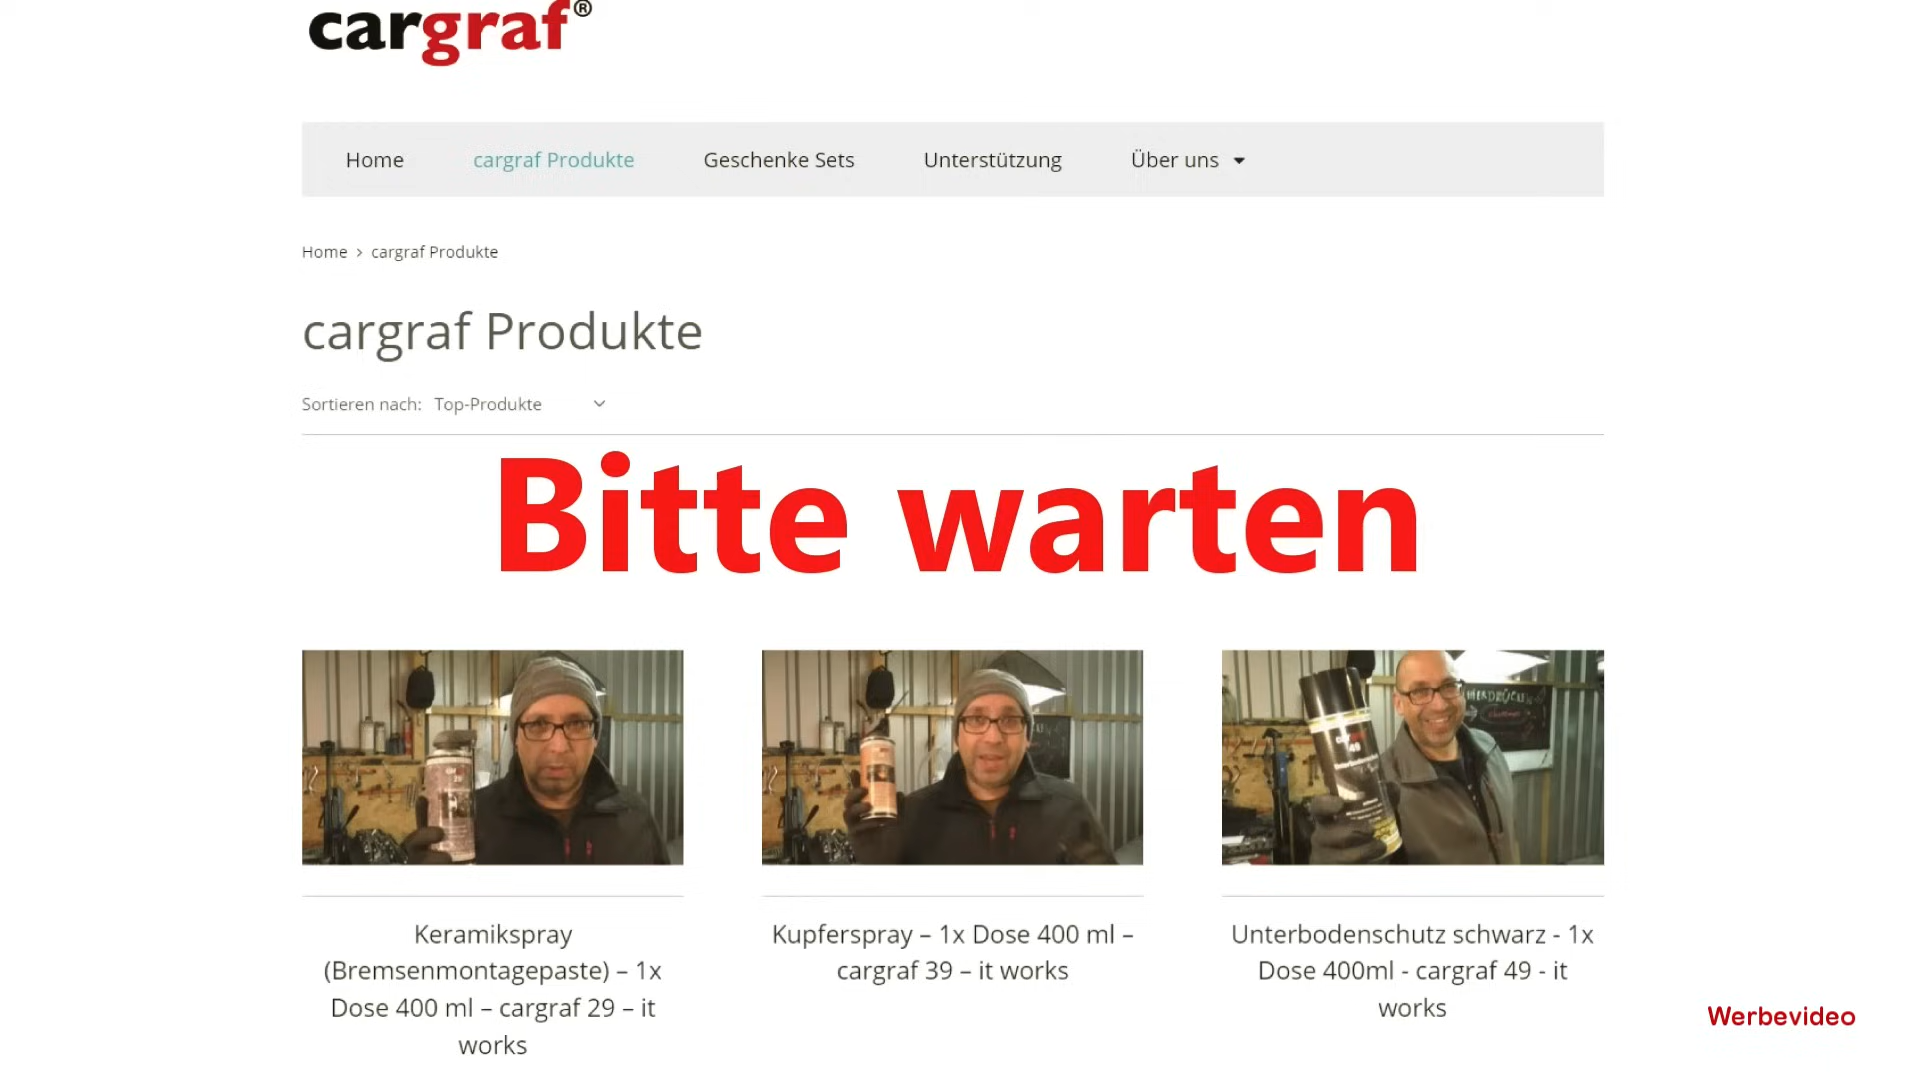 cargraf®
Home
cargraf Produkte
Geschenke Sets
Unterstützung
Über uns
Home > cargraf Produkte
cargraf Produkte
Sortieren nach: Top-Produkte
Bitte warten
Keramikspray
(Bremsenmontagepaste) – 1x
Dose 400 ml – cargraf 29 – it
works
Kupferspray – 1x Dose 400 ml –
cargraf 39 – it works
Unterbodenschutz schwarz - 1x
Dose 400ml - cargraf 49 - it
works
Werbevideo